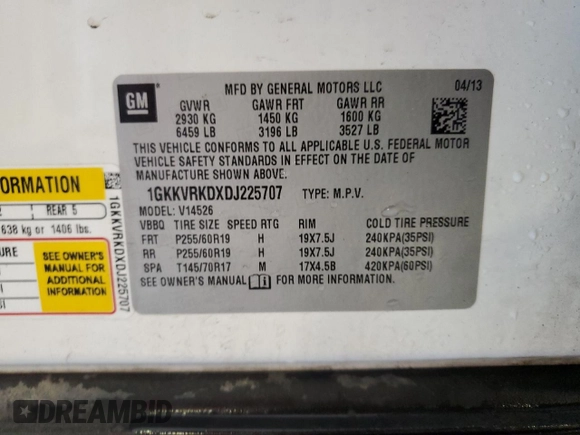 GM
MFD BY GENERAL MOTORS LLC 04/13
GVWR GAWR FRT GAWR RR
2930 KG 1450 KG 1600 KG
6459 LB 3196 LB 3527 LB
THIS VEHICLE CONFORMS TO ALL APPLICABLE U.S. FEDERAL MOTOR
VEHICLE SAFETY STANDARDS IN EFFECT ON THE DATE OF
MANUFACTURE SHOWN ABOVE.
1GKKVRKDXDJ225707 TYPE: M.P.V.
MODEL: V14526
VBBQ TIRE SIZE SPEED RTG RIM COLD TIRE PRESSURE
FRT P255/60R19 H 19X7.5J 240KPA(35PSI)
RR P255/60R19 H 19X7.5J 240KPA(35PSI)
SPA T145/70R17 M 17X4.5B 420KPA(60PSI)
SEE OWNER'S MANUAL FOR MORE INFORMATION.
REAR 5
638 kg or 1406 lbs.
SEE OWNER'S
MANUAL FOR
ADDITIONAL
INFORMATION
1GKKVRKDXDJ225707
DREAMBID